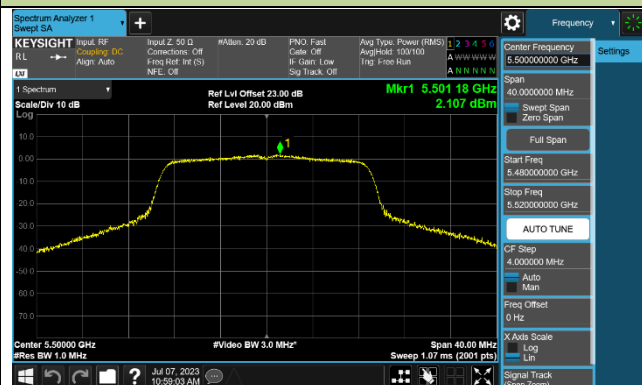 Spectrum Analyzer 1
Swept SA
+
Frequency
KEYSIGHT
RL
LXI
Input: RF
Coupling: DC
Align: Auto
Input Z: 50 Ω
Corrections: Off
Freq Ref: Int (S)
NFE: Off
#Atten: 20 dB
PNO: Fast
Gate: Off
IF Gain: Low
Sig Track: Off
Avg Type: Power (RMS)
Avg|Hold: 100/100
Trig: Free Run
1 2 3 4 5 6
A W W W W W
A N N N N N
1 Spectrum
Scale/Div 10 dB
Log
Ref Lvl Offset 23.00 dB
Ref Level 20.00 dBm
Mkr1 5.501 18 GHz
2.107 dBm
1
10.0
0.00
-10.0
-20.0
-30.0
-40.0
-50.0
-60.0
-70.0
Center 5.50000 GHz
#Res BW 1.0 MHz
#Video BW 3.0 MHz*
Span 40.00 MHz
Sweep 1.07 ms (2001 pts)
Jul 07, 2023
10:59:03 AM
Center Frequency
5.500000000 GHz
Settings
Span
40.0000000 MHz
Swept Span
Zero Span
Full Span
Start Freq
5.480000000 GHz
Stop Freq
5.520000000 GHz
AUTO TUNE
CF Step
4.000000 MHz
Auto
Man
Freq Offset
0 Hz
X Axis Scale
Log
Lin
Signal Track
(Span Zoom)